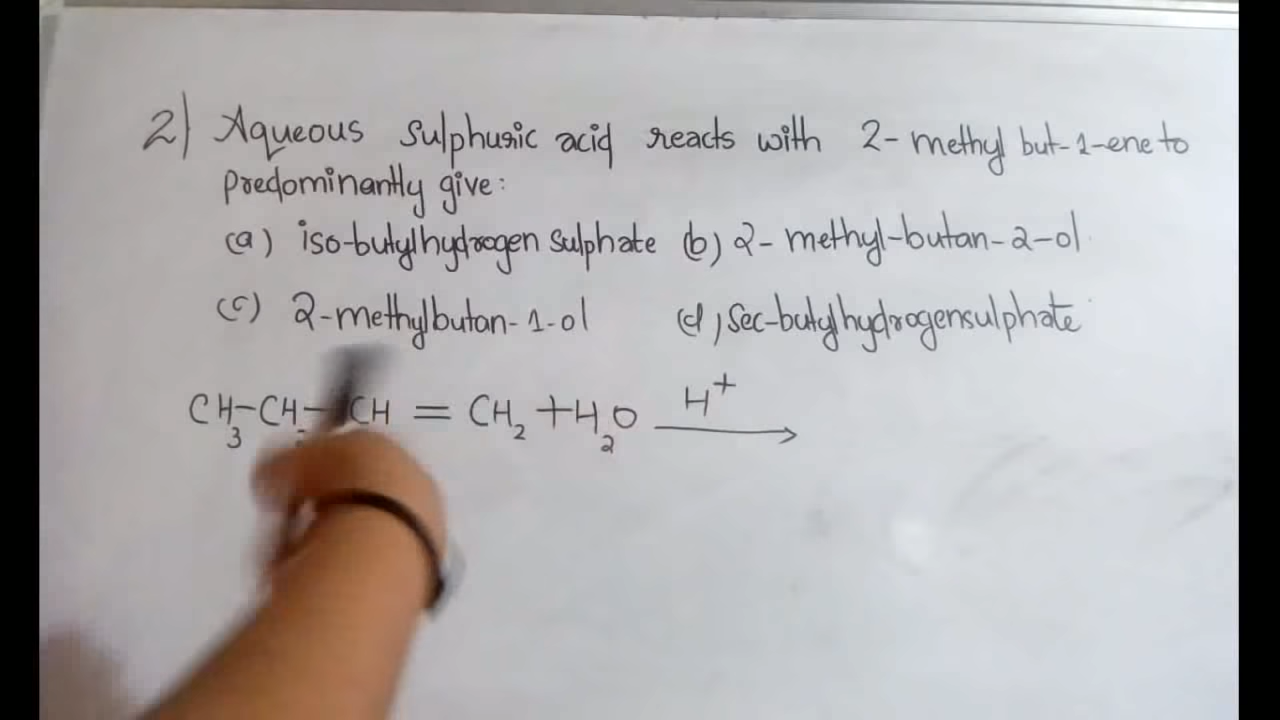 2) Aqueous sulphuric acid reacts with 2-methyl but-1-ene to
predominantly give:
(a) iso-butylhydrogen sulphate (b) 2-methyl-butan-2-ol
(c) 2-methylbutan-1-ol (d) Sec-butylhydrogensulphate
CH₃-CH₂-CH = CH₂ + H₂O H⁺ →